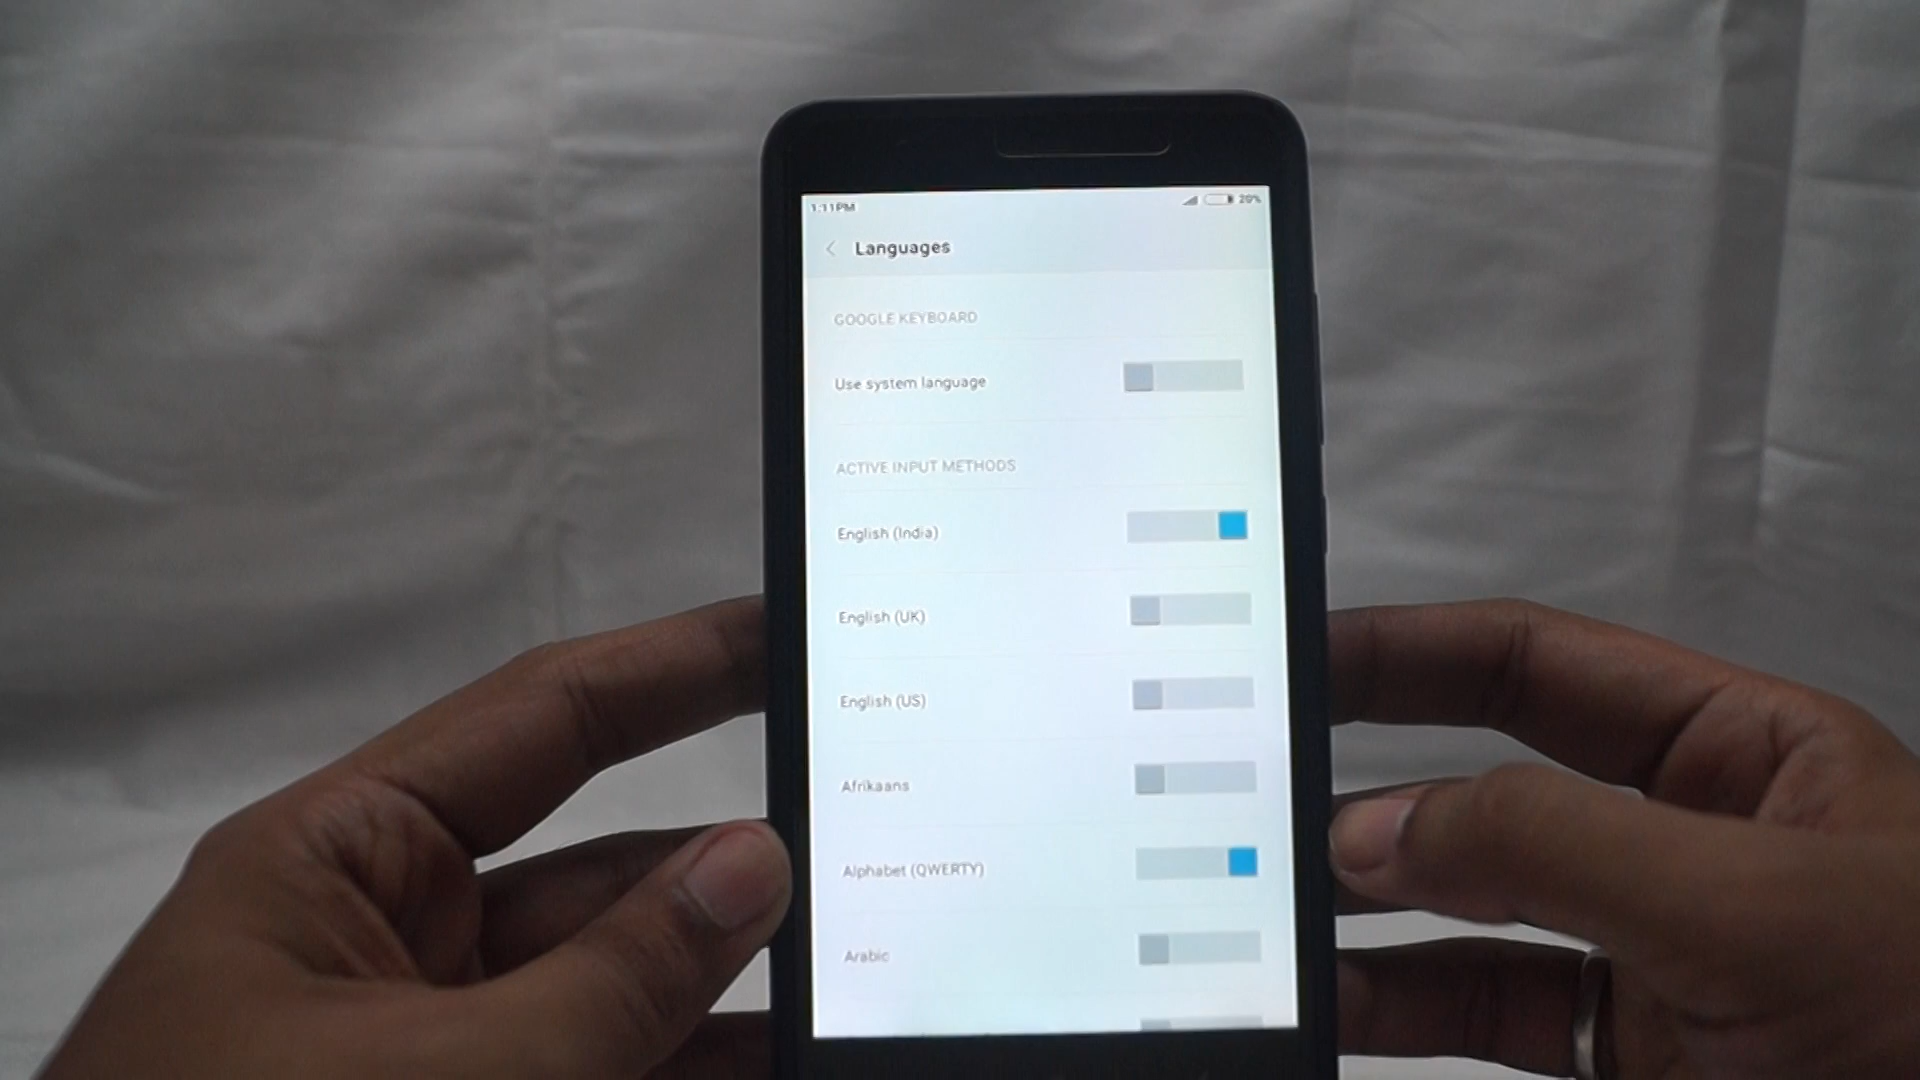 1:11PM
20%
Languages
GOOGLE KEYBOARD
Use system language
ACTIVE INPUT METHODS
English (India)
English (UK)
English (US)
Afrikaans
Alphabet (QWERTY)
Arabic